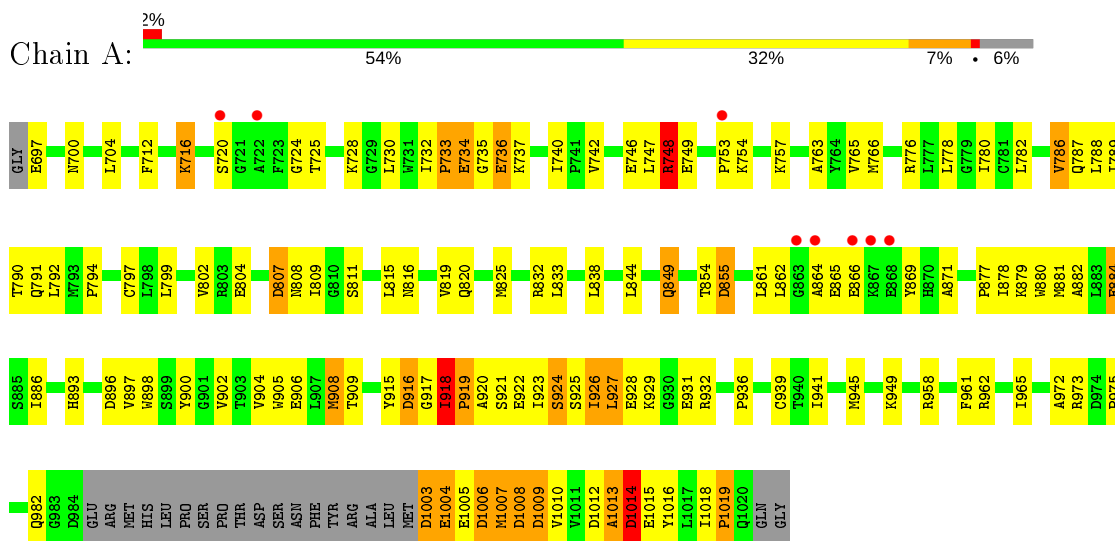 2%
Chain A:
54% 32% 7% • 6%
GLY E697 N700 L704 F712 K716 S720 G721 A722 F723 G724 T725 K728 G729 L730 W731 I732 P733 E734 G735 E736 K737 I740 P741 V742 E746 L747 R748 E749 P753 K754 K757 A763 Y764 V765 M766 R776 L777 L778 G779 I780 C781 L782 V786 Q787 L788
T790 Q791 L792 M793 P794 C797 L798 L799 V802 R803 E804 D807 N808 I809 G810 S811 L815 N816 V819 Q820 M825 R832 L833 L838 L844 Q849 T854 D855 L861 L862 G863 A864 E865 E866 K867 E868 Y869 H870 A871 P877 I878 K879 W880 M881 A882 L883 E884
S885 I886 H893 D896 V897 W898 S899 Y900 G901 V902 T903 V904 W905 E906 L907 M908 T909 Y915 D916 G917 I918 P919 A920 S921 E922 I923 S924 S925 I926 L927 E928 K929 G930 E931 R932 P936 C939 T940 I941 M945 K949 R958 F961 R962 I965 A972 R973 D974 P975
Q982 G983 D984 GLU ARG MET HIS LEU PRO SER PRO THR ASP SER ASN PHE TYR ARG ALA LEU MET D1003 E1004 E1005 D1006 M1007 D1008 D1009 V1010 V1011 D1012 A1013 D1014 E1015 Y1016 L1017 I1018 P1019 Q1020 GLN GLY